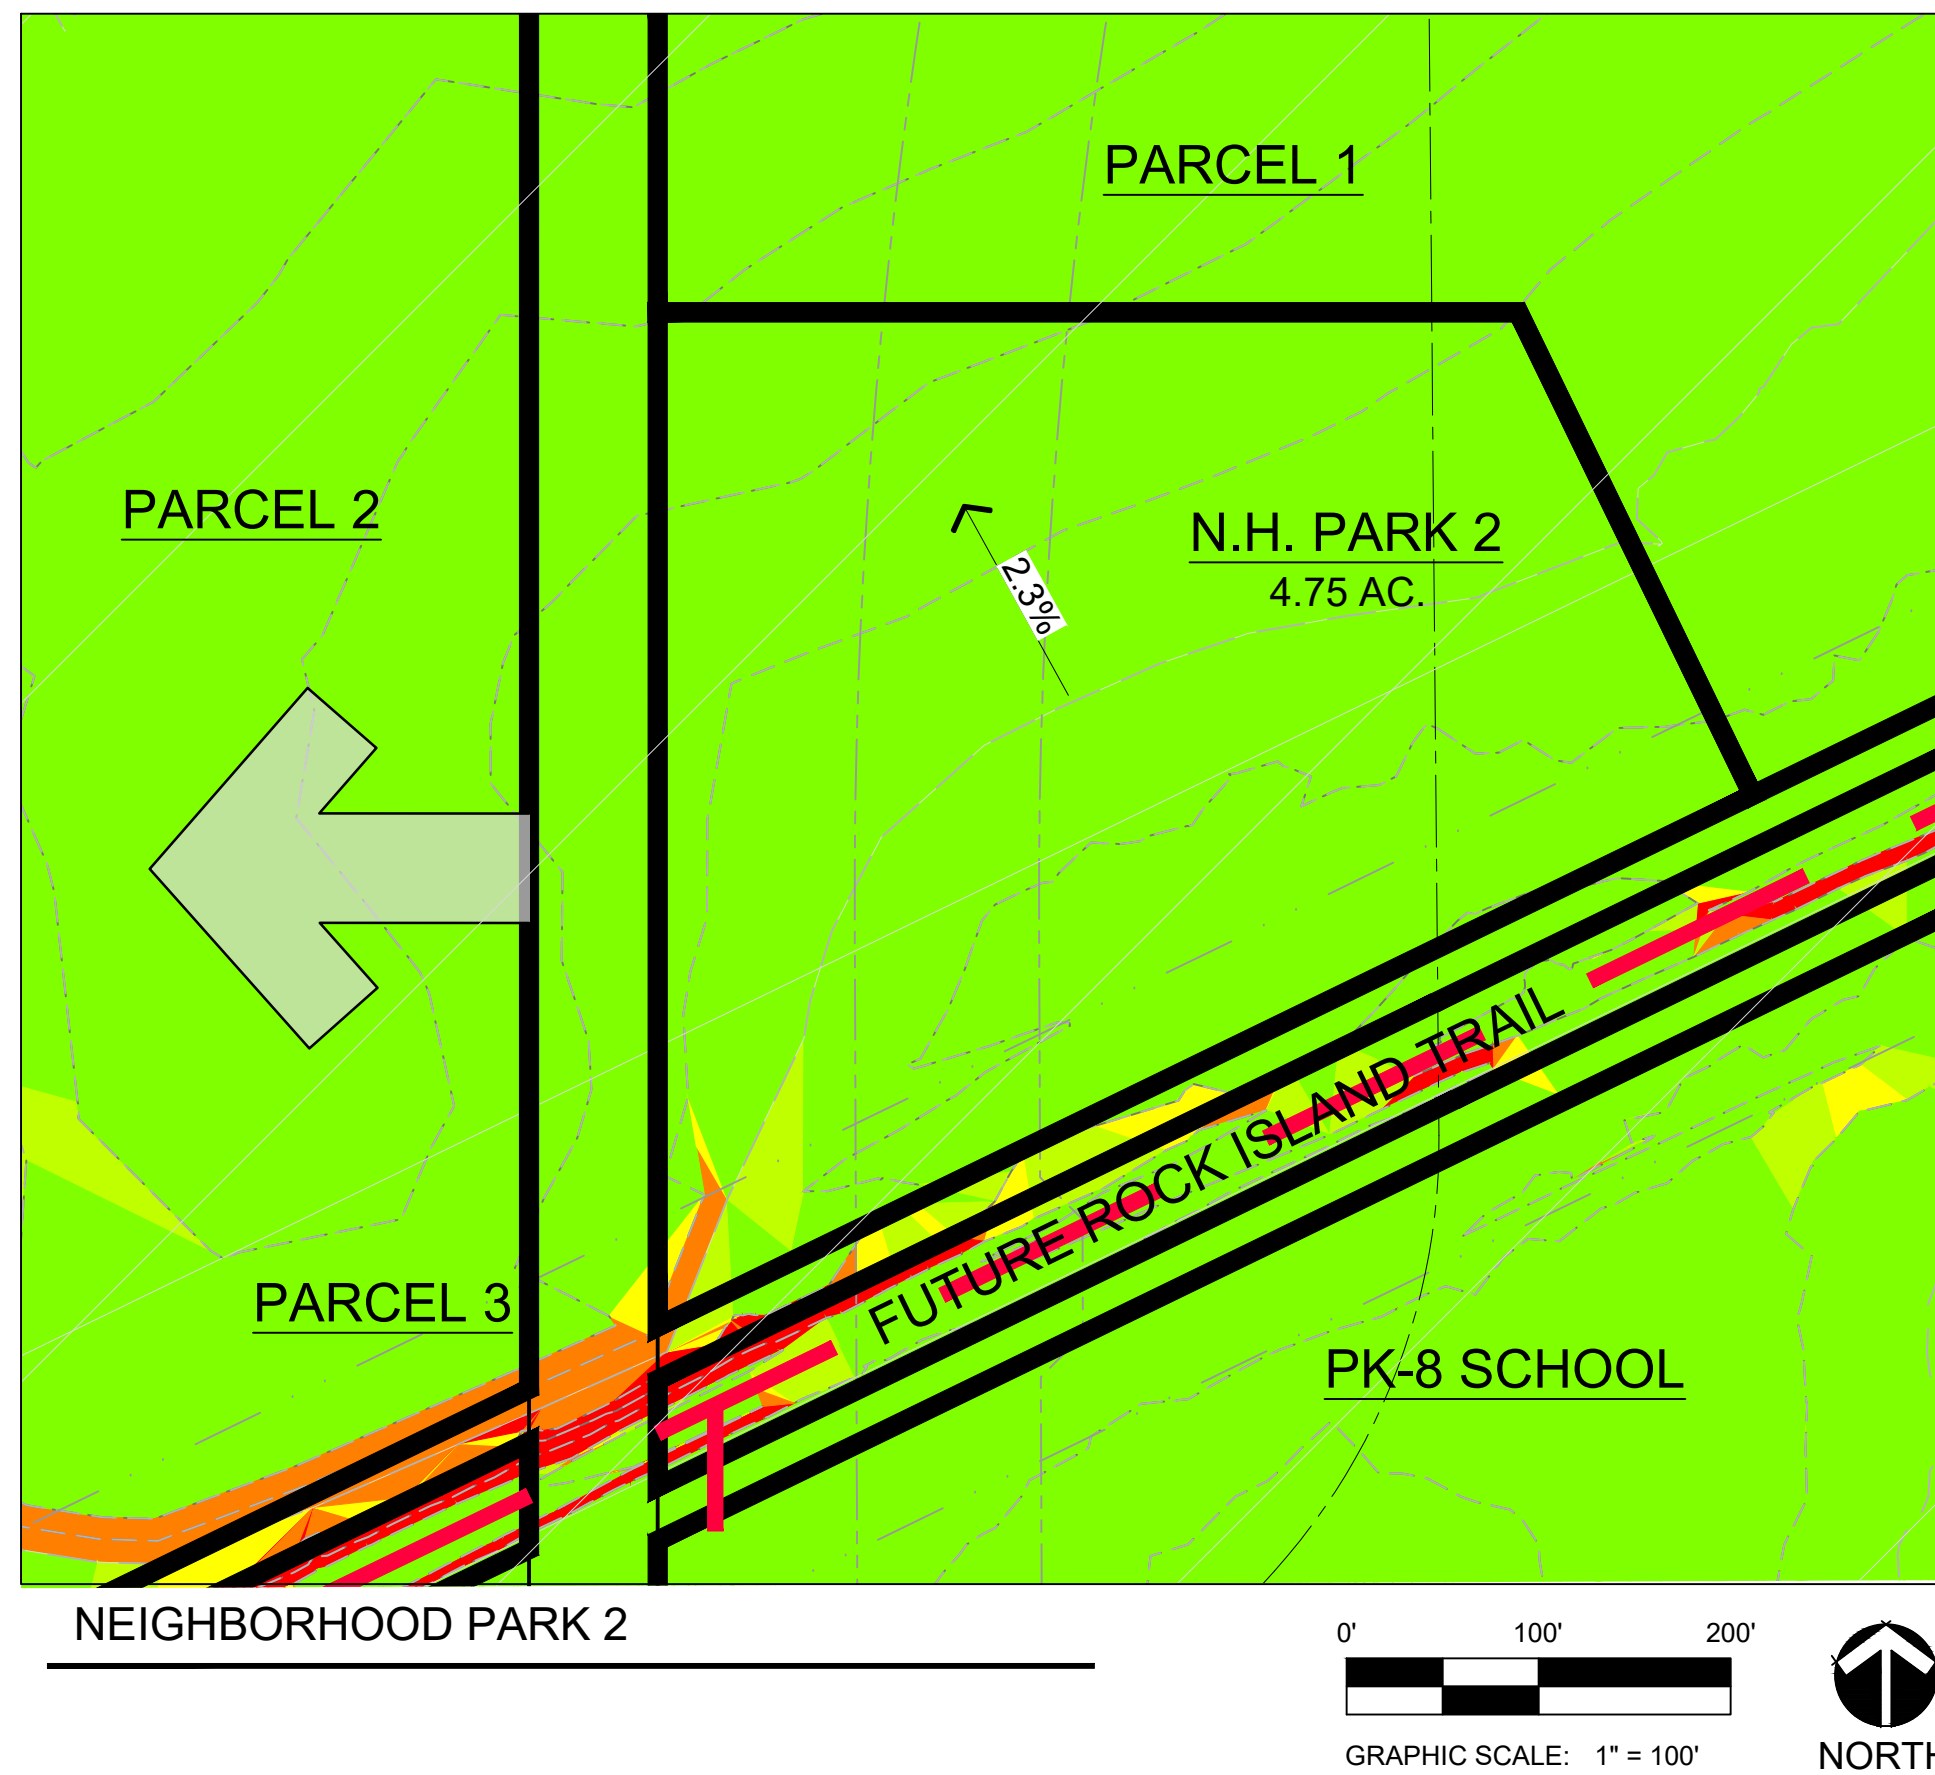 PARCEL 1
PARCEL 2
N.H. PARK 2
4.75 AC.
2.3%
FUTURE ROCK ISLAND TRAIL
PARCEL 3
PK-8 SCHOOL
NEIGHBORHOOD PARK 2
0' 100' 200'
GRAPHIC SCALE: 1" = 100'
NORTH